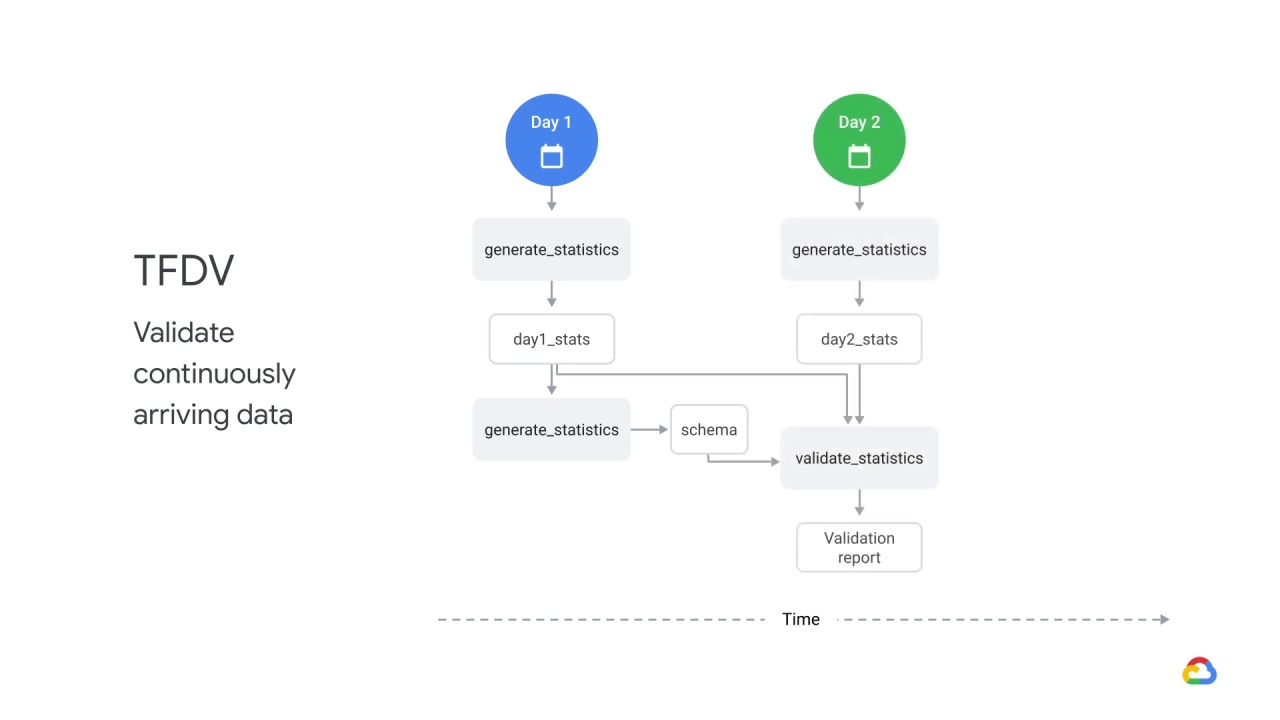 TFDV
Validate
continuously
arriving data
Day 1
Day 2
generate_statistics
generate_statistics
day1_stats
day2_stats
generate_statistics
schema
validate_statistics
Validation
report
Time